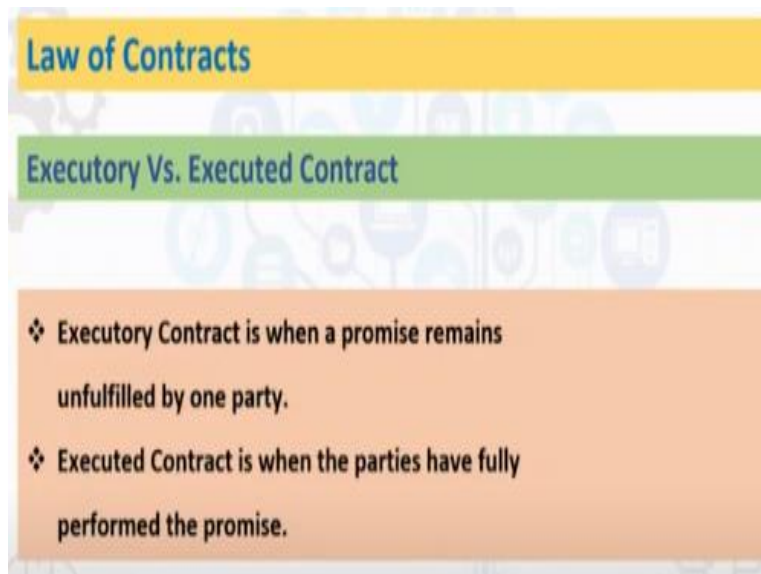 Law of Contracts
Executory Vs. Executed Contract
❖ Executory Contract is when a promise remains
unfulfilled by one party.
❖ Executed Contract is when the parties have fully
performed the promise.